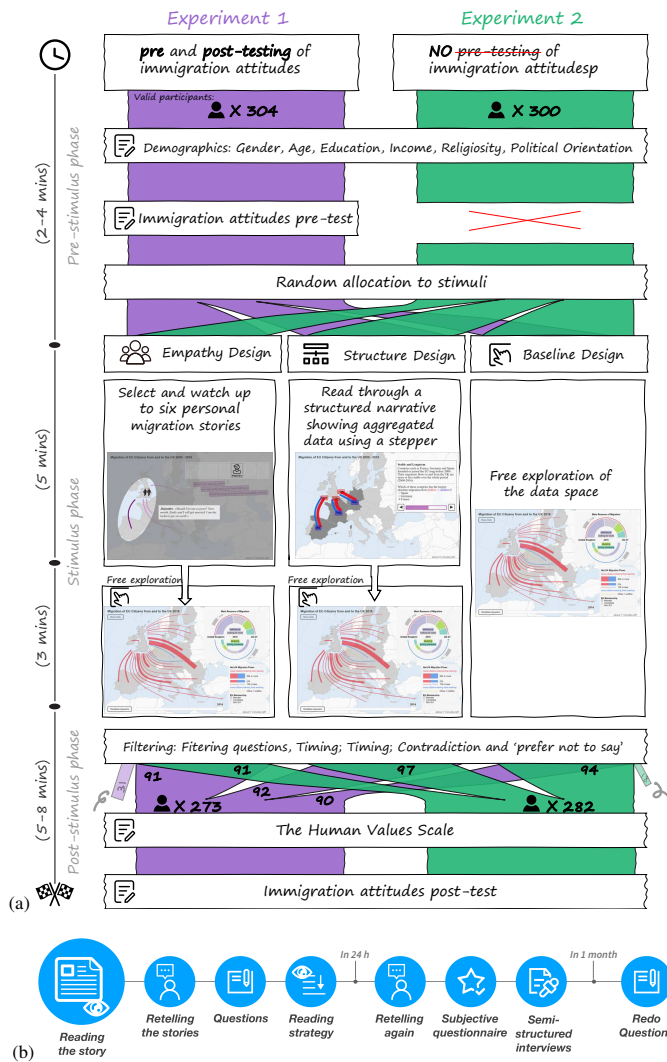 Experiment 1
Experiment 2
pre and post-testing of
immigration attitudes
NO pre-testing of
immigration attitudesp
Valid participants:
X 304
X 300
Demographics: Gender, Age, Education, Income, Religiosity, Political Orientation
Immigration attitudes pre-test
Random allocation to stimuli
(2-4 mins)
Pre-stimulus phase
Empathy Design
Structure Design
Baseline Design
Select and watch up
to six personal
migration stories
Read through a
structured narrative
showing aggregated
data using a stepper
Free exploration of
the data space
(5 mins)
Stimulus phase
(3 mins)
Free exploration
Free exploration
Filtering: Fitering questions, Timing; Timing; Contradiction and 'prefer not to say'
31
91
91
97
94
92
90
X 273
X 282
(5-8 mins)
Post-stimulus phase
The Human Values Scale
Immigration attitudes post-test
(a)
In 24 h
In 1 month
Reading
the story
Retelling
the stories
Questions
Reading
strategy
Retelling
again
Subjective
questionnaire
Semi-
structured
interviews
Redo
Question
(b)